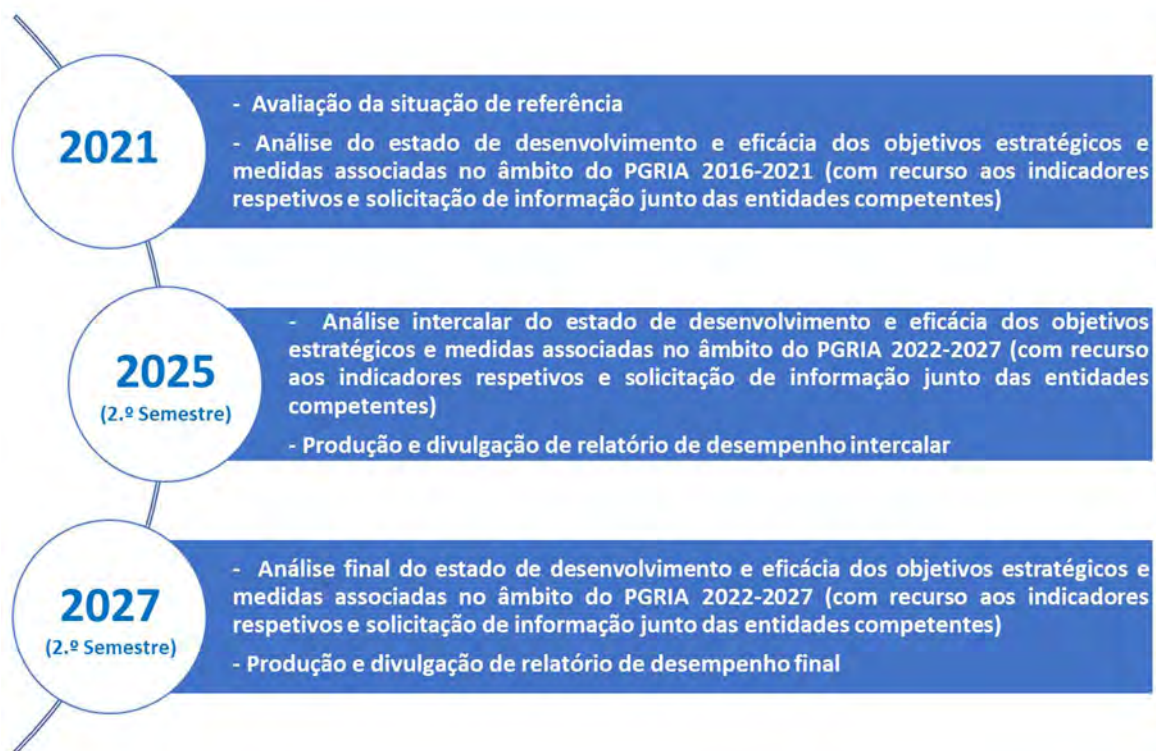 2021
- Avaliação da situação de referência
- Análise do estado de desenvolvimento e eficácia dos objetivos estratégicos e
medidas associadas no âmbito do PGRIA 2016-2021 (com recurso aos indicadores
respetivos e solicitação de informação junto das entidades competentes)
2025
(2.º Semestre)
- Análise intercalar do estado de desenvolvimento e eficácia dos objetivos
estratégicos e medidas associadas no âmbito do PGRIA 2022-2027 (com recurso
aos indicadores respetivos e solicitação de informação junto das entidades
competentes)
- Produção e divulgação de relatório de desempenho intercalar
2027
(2.º Semestre)
- Análise final do estado de desenvolvimento e eficácia dos objetivos estratégicos e
medidas associadas no âmbito do PGRIA 2022-2027 (com recurso aos indicadores
respetivos e solicitação de informação junto das entidades competentes)
- Produção e divulgação de relatório de desempenho final